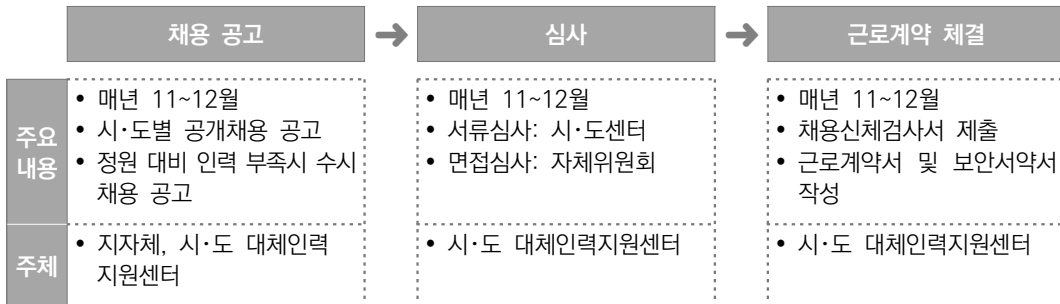 채용 공고 ➔ 심사 ➔ 근로계약 체결
주요
내용
• 매년 11~12월
• 시·도별 공개채용 공고
• 정원 대비 인력 부족시 수시
채용 공고
• 매년 11~12월
• 서류심사: 시·도센터
• 면접심사: 자체위원회
• 매년 11~12월
• 채용신체검사서 제출
• 근로계약서 및 보안서약서
작성
주체
• 지자체, 시·도 대체인력
지원센터
• 시·도 대체인력지원센터
• 시·도 대체인력지원센터